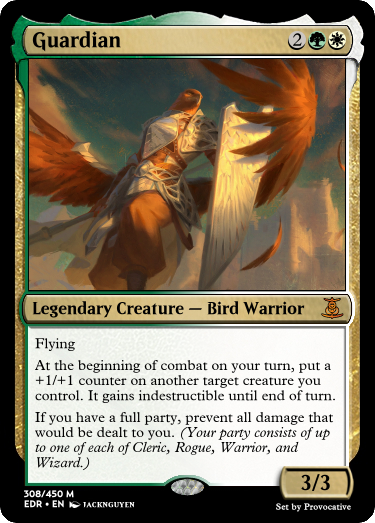 Guardian 2
Legendary Creature — Bird Warrior
Flying
At the beginning of combat on your turn, put a
+1/+1 counter on another target creature you
control. It gains indestructible until end of turn.
If you have a full party, prevent all damage that
would be dealt to you. (Your party consists of up
to one of each of Cleric, Rogue, Warrior, and
Wizard.)
3/3
308/450 M
EDR • EN JACKNGUYEN
Set by Provocative